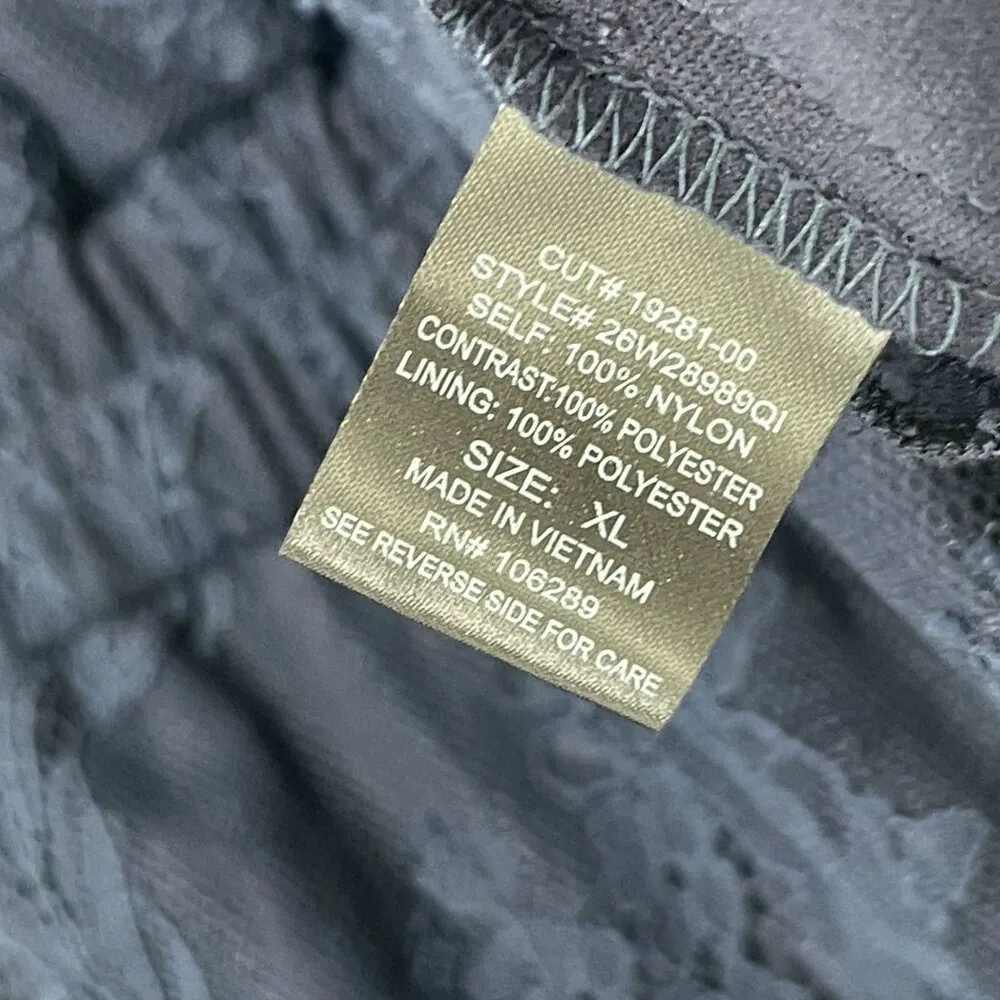 CUT# 19281-00
STYLE# 26W28989QI
SELF: 100% NYLON
CONTRAST:100% POLYESTER
LINING: 100% POLYESTER
SIZE: XL
MADE IN VIETNAM
RN# 106289
SEE REVERSE SIDE FOR CARE